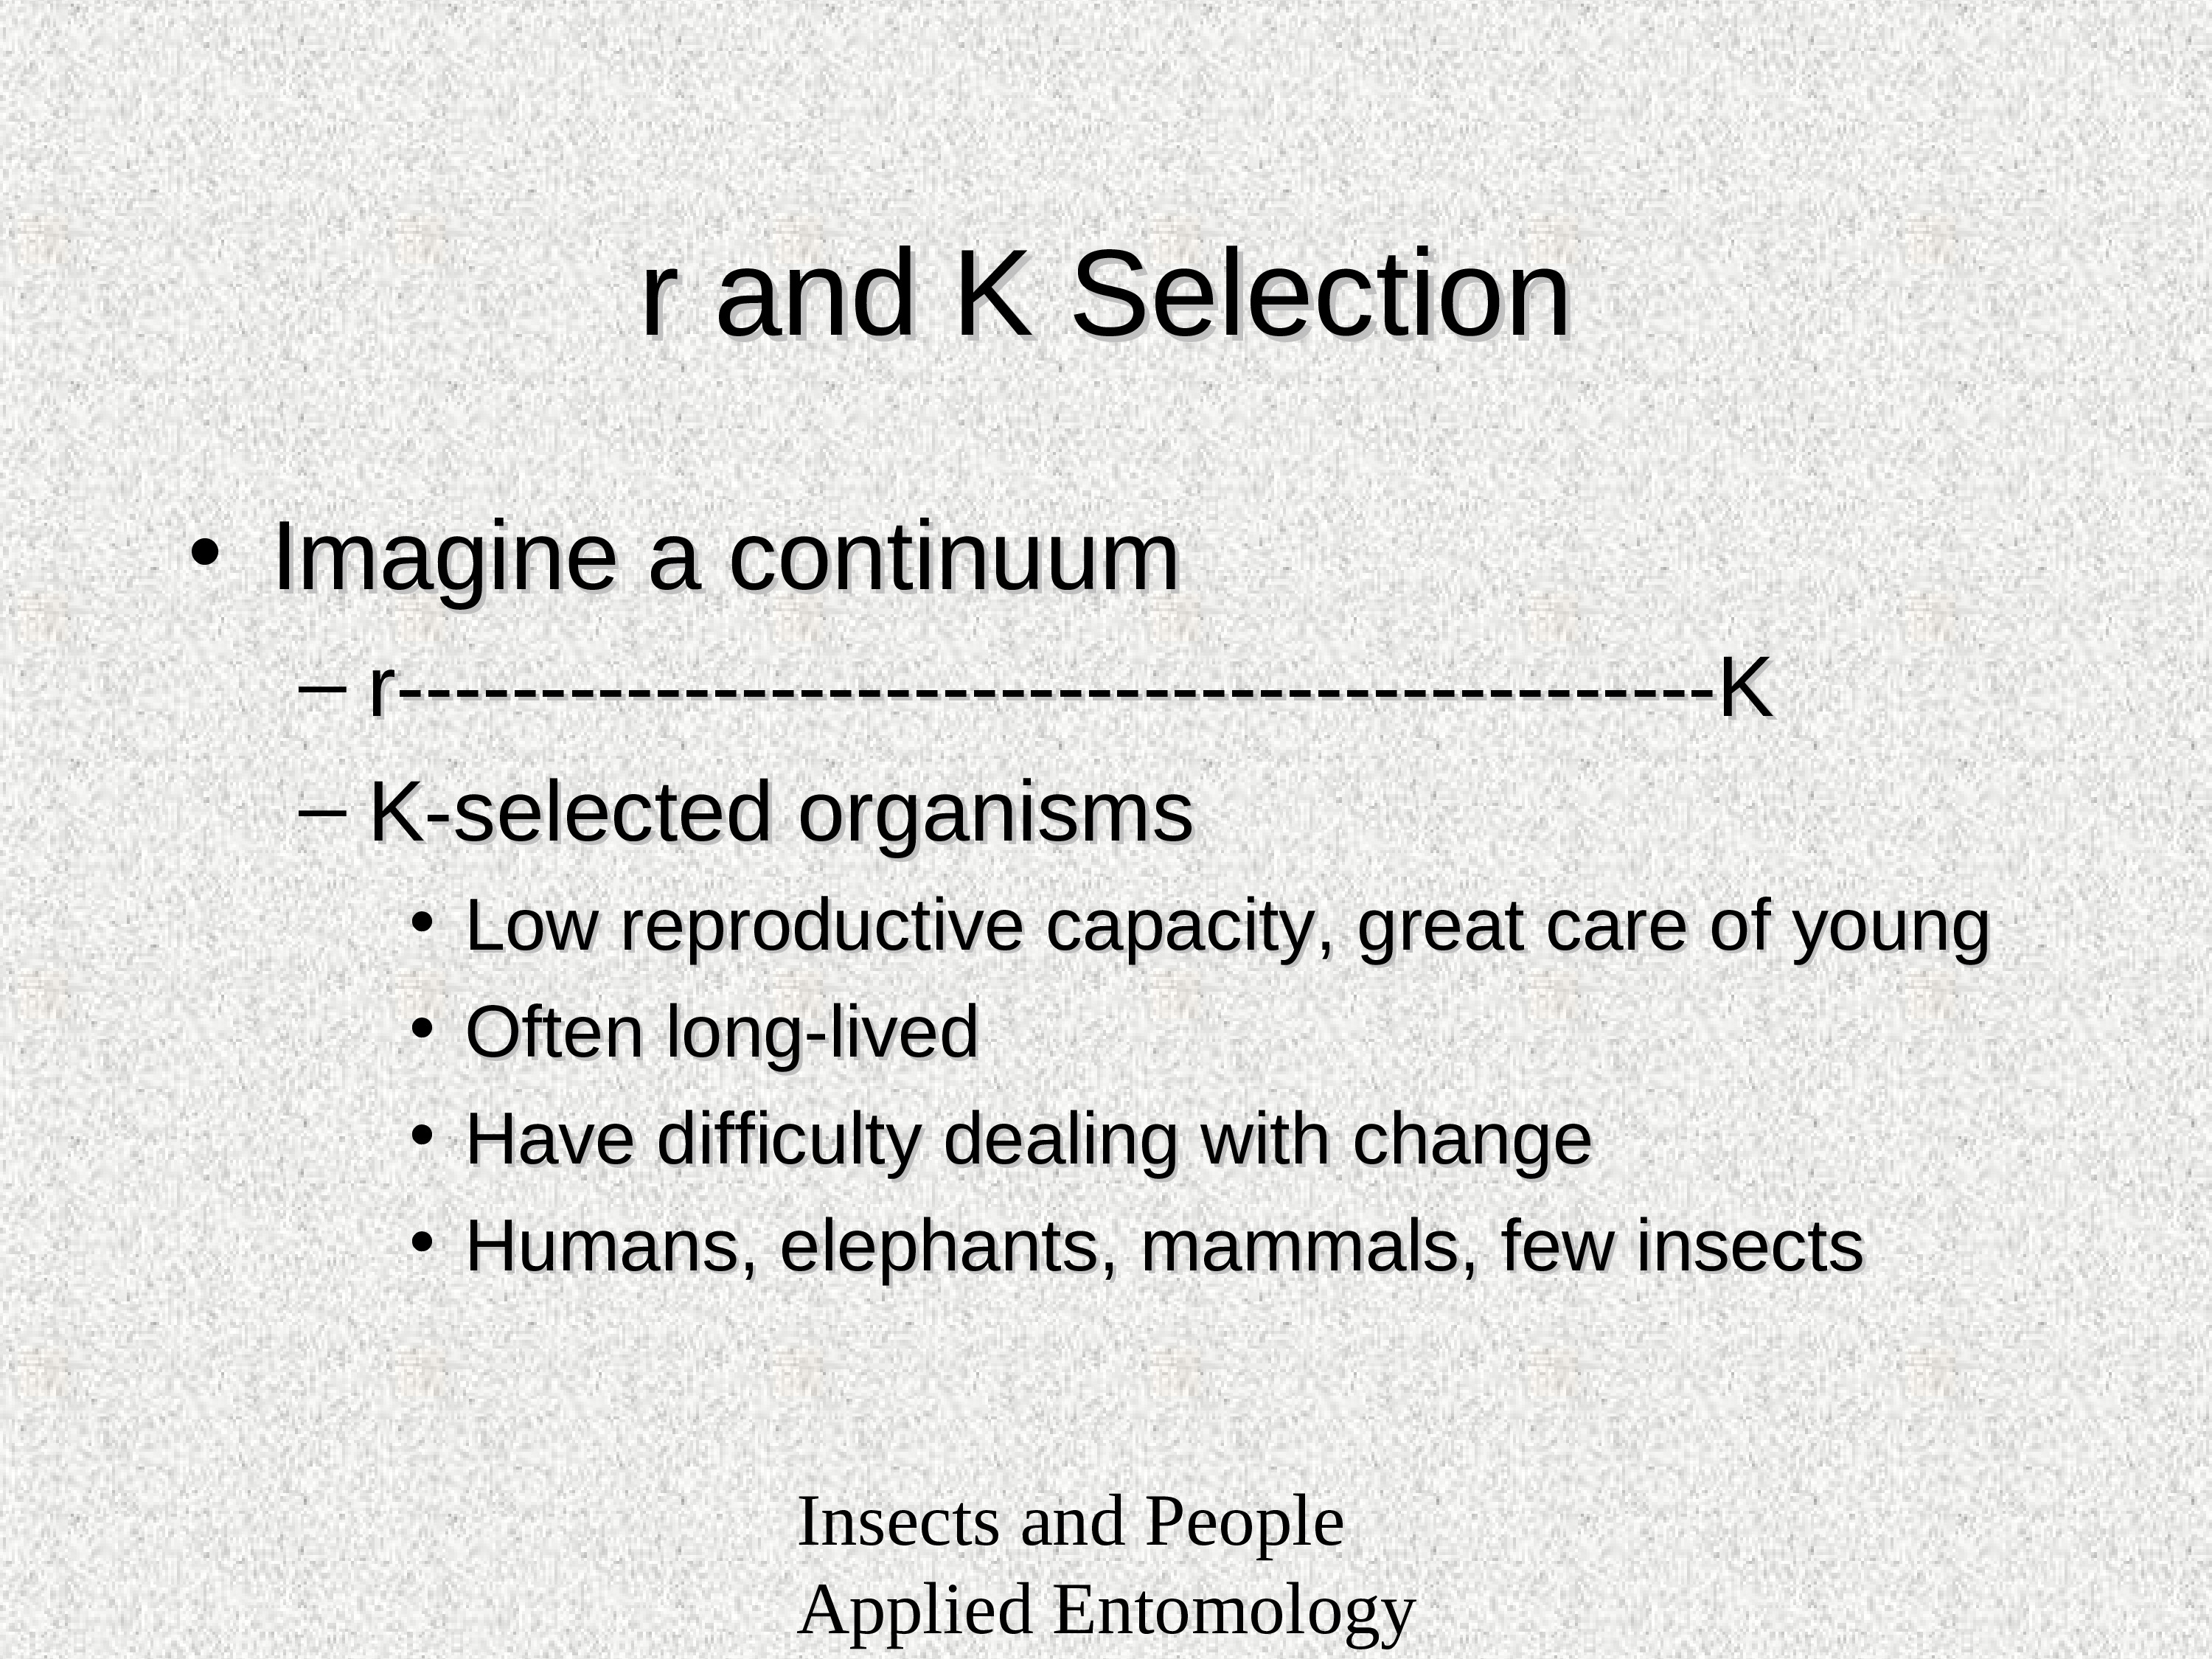 r and K Selection
• Imagine a continuum
– r----------------------------------------------K
– K-selected organisms
• Low reproductive capacity, great care of young
• Often long-lived
• Have difficulty dealing with change
• Humans, elephants, mammals, few insects
Insects and People
Applied Entomology